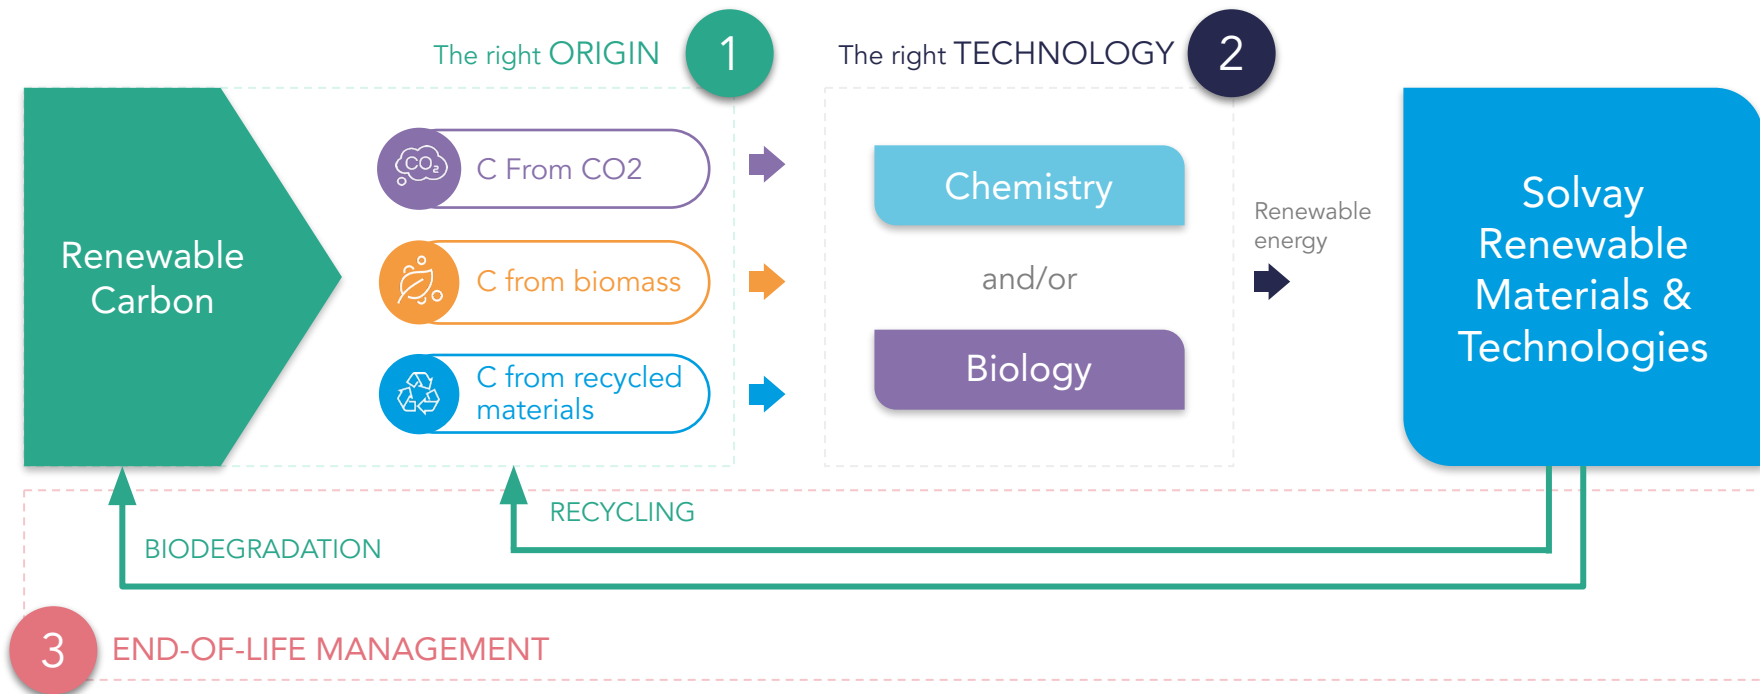 The right ORIGIN
1
The right TECHNOLOGY
2
Renewable
Carbon
CO2
C From CO2
C from biomass
C from recycled
materials
Chemistry
and/or
Biology
Renewable
energy
Solvay
Renewable
Materials &
Technologies
RECYCLING
BIODEGRADATION
3
END-OF-LIFE MANAGEMENT